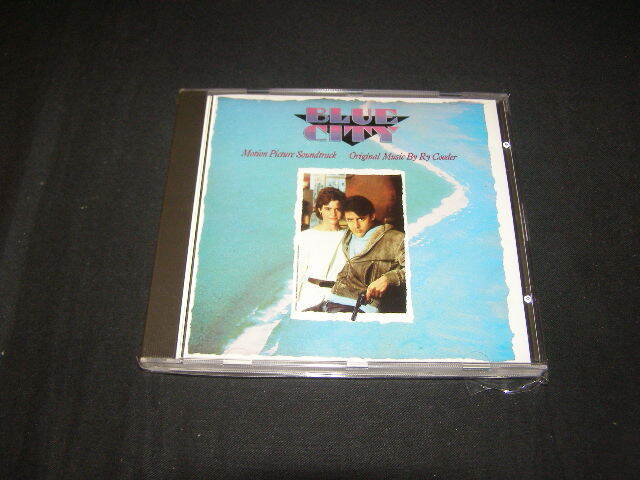 BLUE
CITY
Motion Picture Soundtrack Original Music By Ry Cooder